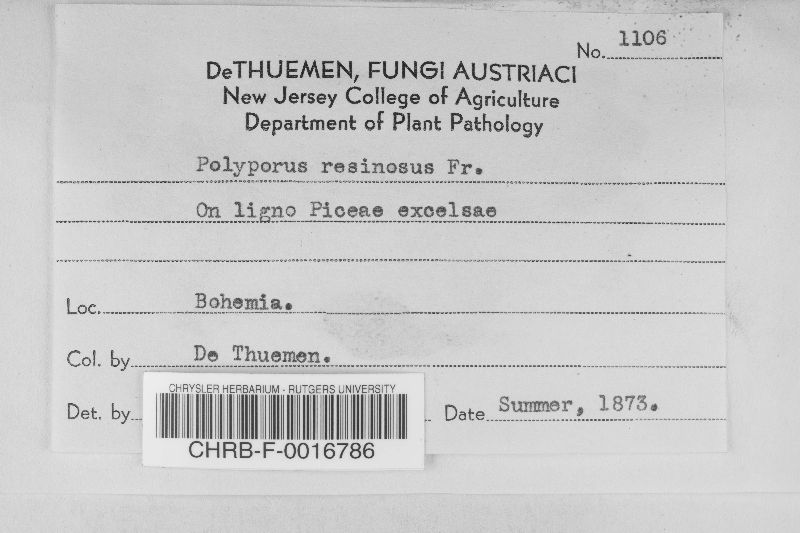 No. 1106
DeTHUEMEN, FUNGI AUSTRIACI
New Jersey College of Agriculture
Department of Plant Pathology
Polyporus resinosus Fr.
On ligno Piceae excelsae
Loc. Bohemia.
Col. by De Thuemen.
Det. by
Date Summer, 1873.
CHRYSLER HERBARIUM - RUTGERS UNIVERSITY
CHRB-F-0016786